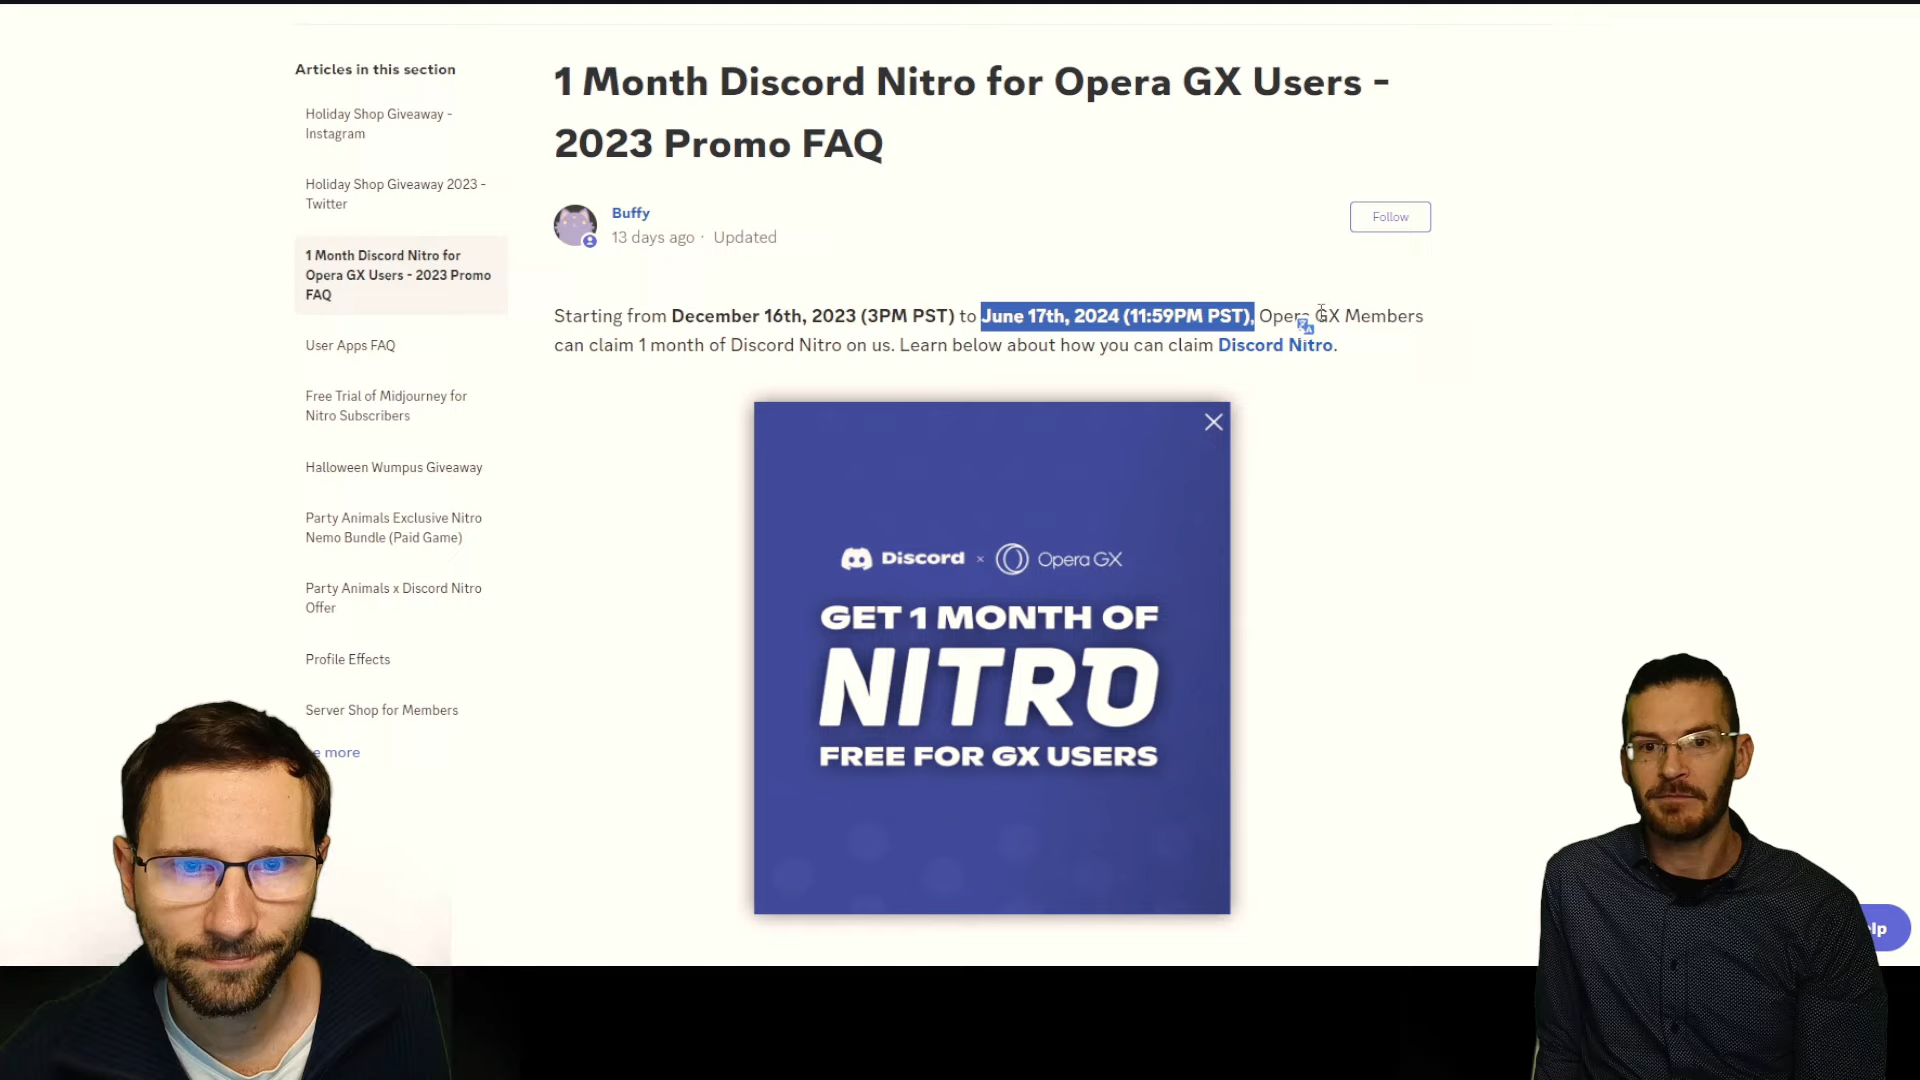 Articles in this section
Holiday Shop Giveaway -
Instagram
Holiday Shop Giveaway 2023 -
Twitter
1 Month Discord Nitro for
Opera GX Users - 2023 Promo
FAQ
User Apps FAQ
Free Trial of Midjourney for
Nitro Subscribers
Halloween Wumpus Giveaway
Party Animals Exclusive Nitro
Nemo Bundle (Paid Game)
Party Animals x Discord Nitro
Offer
Profile Effects
Server Shop for Members
e more
1 Month Discord Nitro for Opera GX Users -
2023 Promo FAQ
Buffy
13 days ago · Updated
Follow
Starting from December 16th, 2023 (3PM PST) to June 17th, 2024 (11:59PM PST), Opera GX Members
can claim 1 month of Discord Nitro on us. Learn below about how you can claim Discord Nitro.
Discord × Opera GX
GET 1 MONTH OF
NITRO
FREE FOR GX USERS
lp